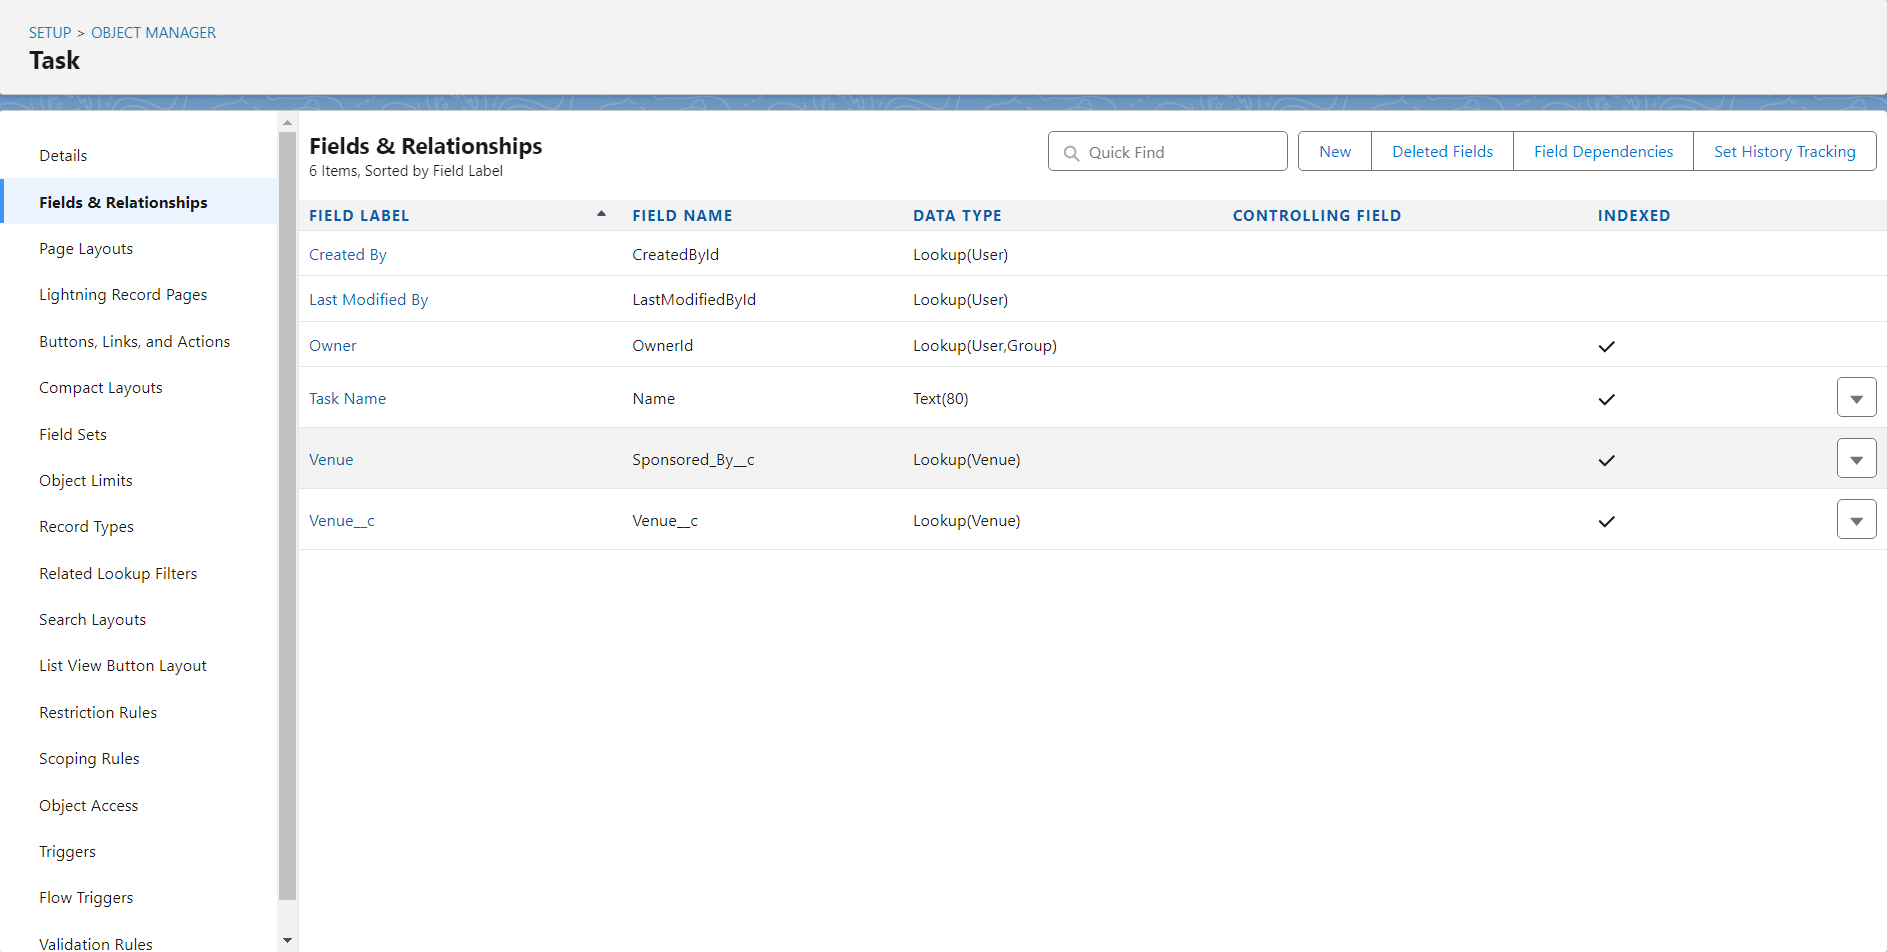 SETUP > OBJECT MANAGER
Task
Details
Fields & Relationships
Page Layouts
Lightning Record Pages
Buttons, Links, and Actions
Compact Layouts
Field Sets
Object Limits
Record Types
Related Lookup Filters
Search Layouts
List View Button Layout
Restriction Rules
Scoping Rules
Object Access
Triggers
Flow Triggers
Validation Rules
Fields & Relationships
6 Items, Sorted by Field Label
Quick Find
New Deleted Fields Field Dependencies Set History Tracking
FIELD LABEL FIELD NAME DATA TYPE CONTROLLING FIELD INDEXED
Created By CreatedById Lookup(User)
Last Modified By LastModifiedById Lookup(User)
Owner OwnerId Lookup(User,Group)
Task Name Name Text(80)
Venue Sponsored_By__c Lookup(Venue)
Venue__c Venue__c Lookup(Venue)